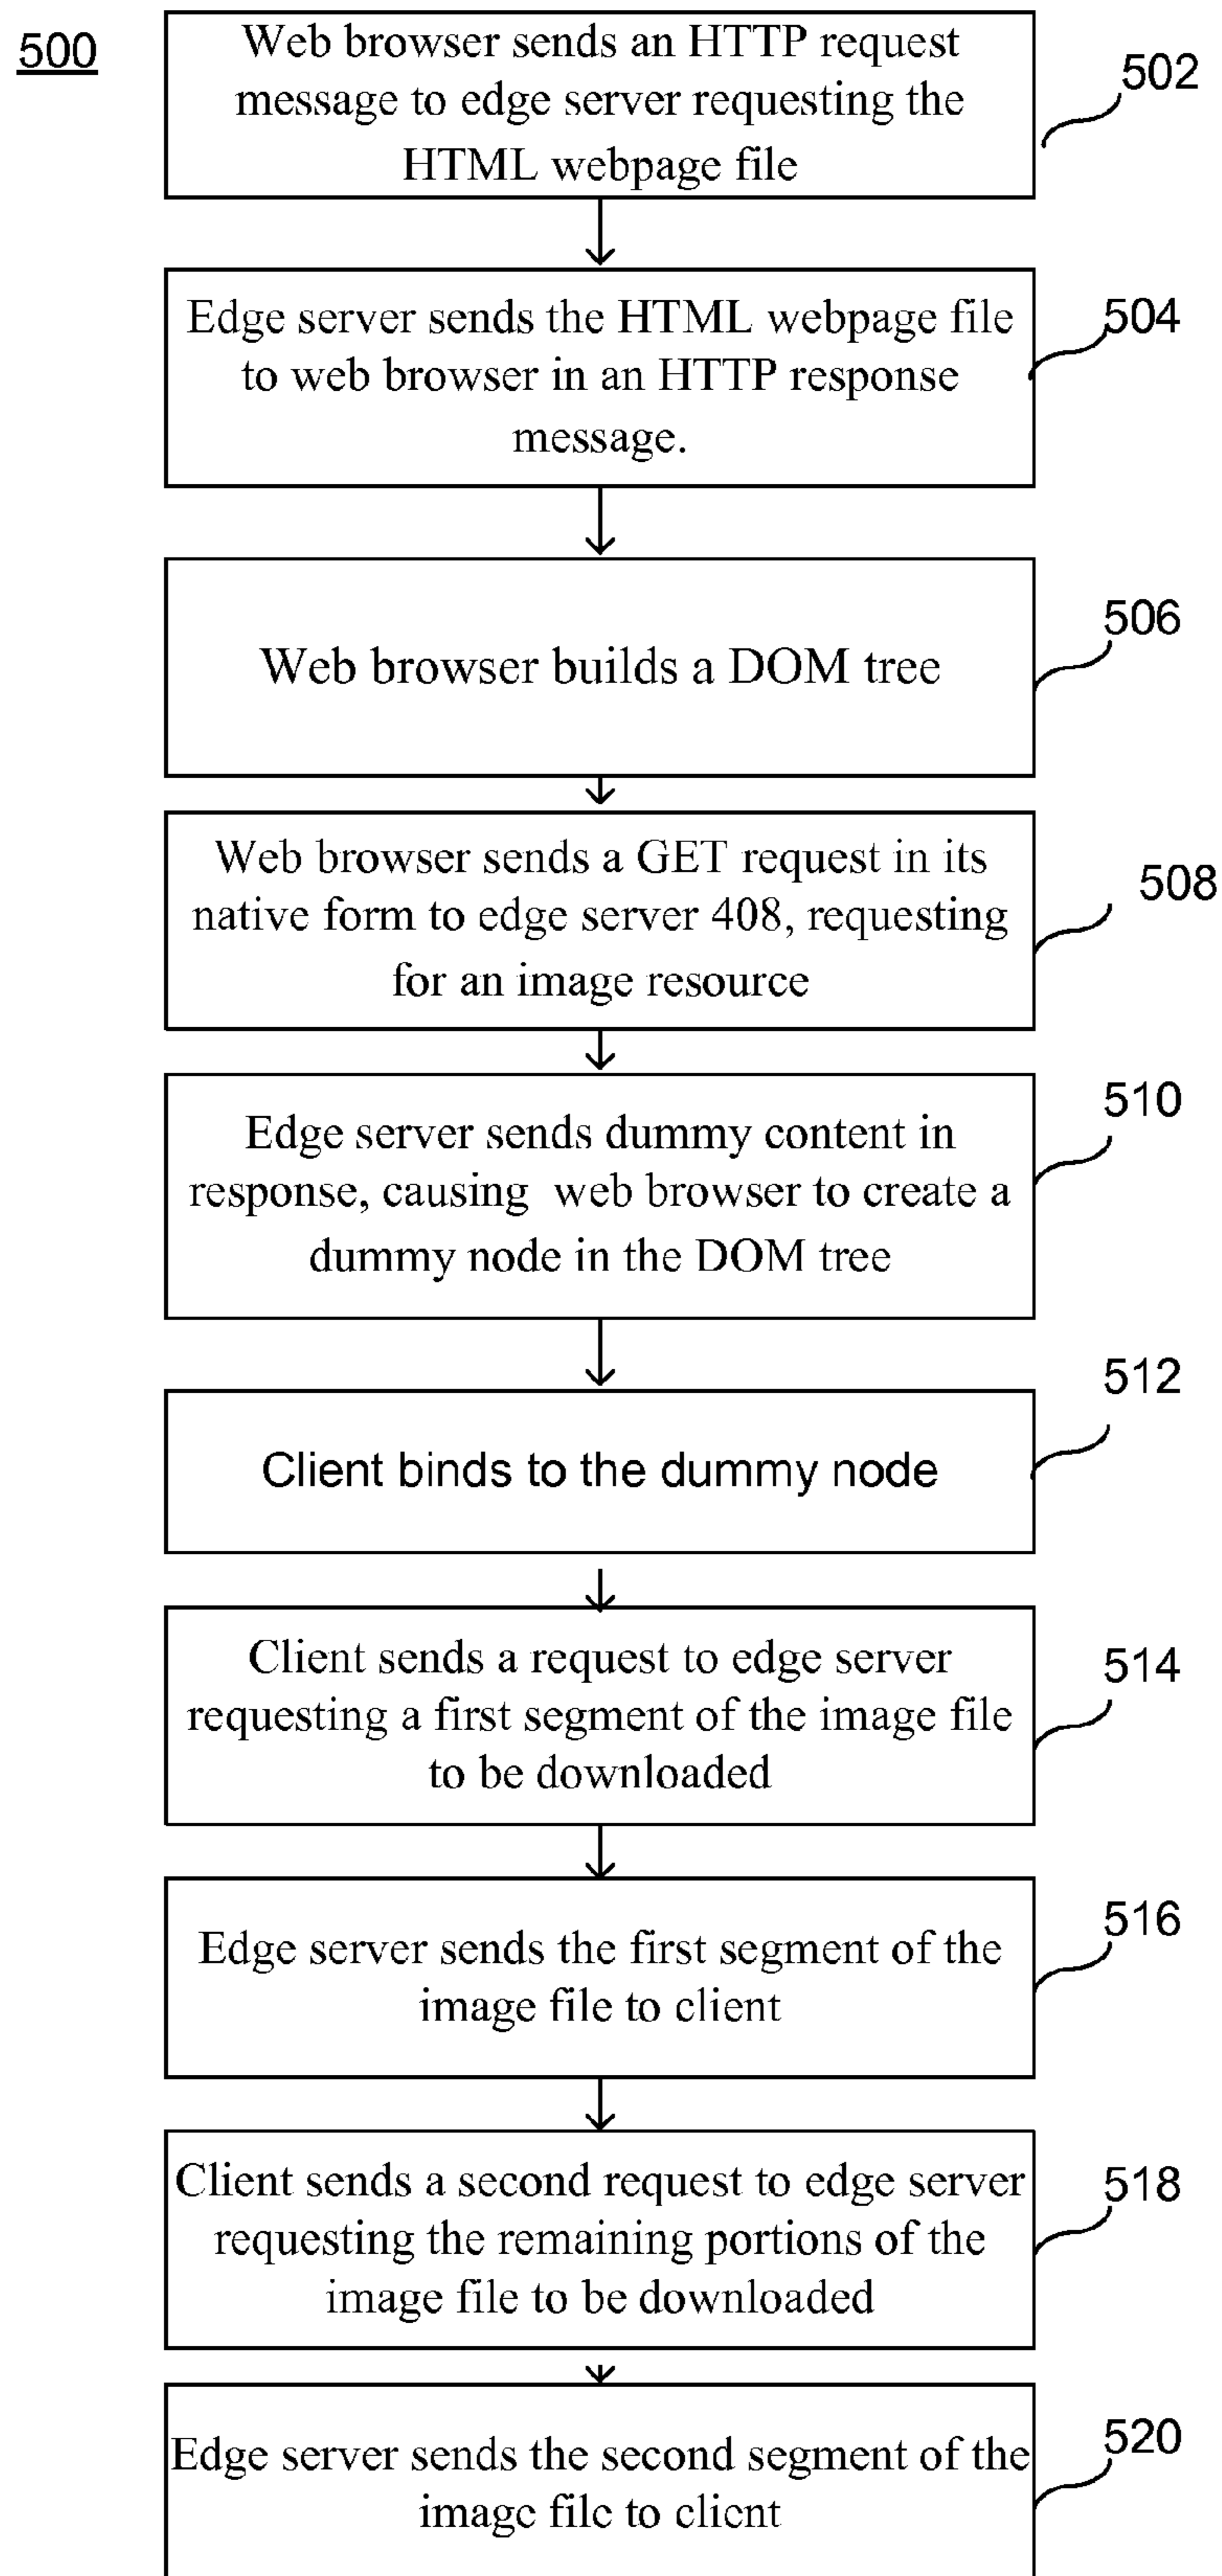 500
Web browser sends an HTTP request
message to edge server requesting the
HTML webpage file
502
Edge server sends the HTML webpage file
to web browser in an HTTP response
message.
504
Web browser builds a DOM tree
506
Web browser sends a GET request in its
native form to edge server 408, requesting
for an image resource
508
Edge server sends dummy content in
response, causing web browser to create a
dummy node in the DOM tree
510
Client binds to the dummy node
512
Client sends a request to edge server
requesting a first segment of the image file
to be downloaded
514
Edge server sends the first segment of the
image file to client
516
Client sends a second request to edge server
requesting the remaining portions of the
image file to be downloaded
518
Edge server sends the second segment of the
image file to client
520